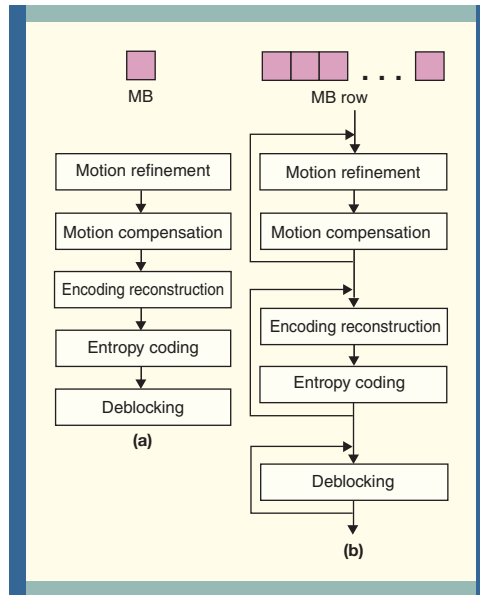 MB
Motion refinement
Motion compensation
Encoding reconstruction
Entropy coding
Deblocking
(a)
. . .
MB row
Motion refinement
Motion compensation
Encoding reconstruction
Entropy coding
Deblocking
(b)